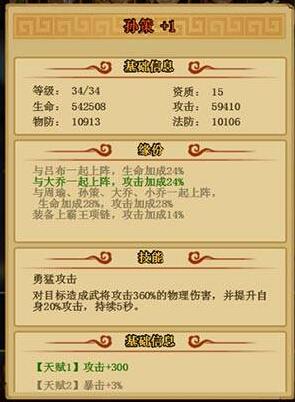 孙策 +1
基础信息
等级： 34/34 资质： 15
生命： 542508 攻击： 59410
物防： 10913 法防： 10106
缘份
与吕布一起上阵，生命加成24%
与大乔一起上阵，攻击加成24%
与周瑜、孙策、大乔、小乔一起上阵，
生命加成28%，攻击加成28%
装备上霸王项链，攻击加成14%
技能
勇猛攻击
对目标造成武将攻击360%的物理伤害，并提升自
身20%攻击，持续5秒。
基础信息
【天赋1】攻击+300
【天赋2】暴击+3%